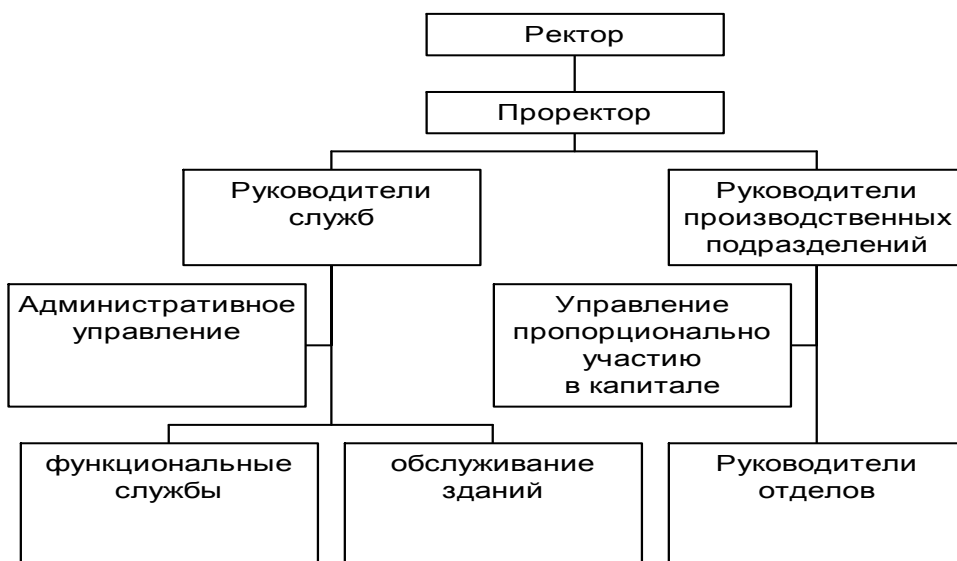 Ректор
Проректор
Руководители
служб
Руководители
производственных
подразделений
Административное
управление
Управление
пропорционально
участию
в капитале
функциональные
службы
обслуживание
зданий
Руководители
отделов